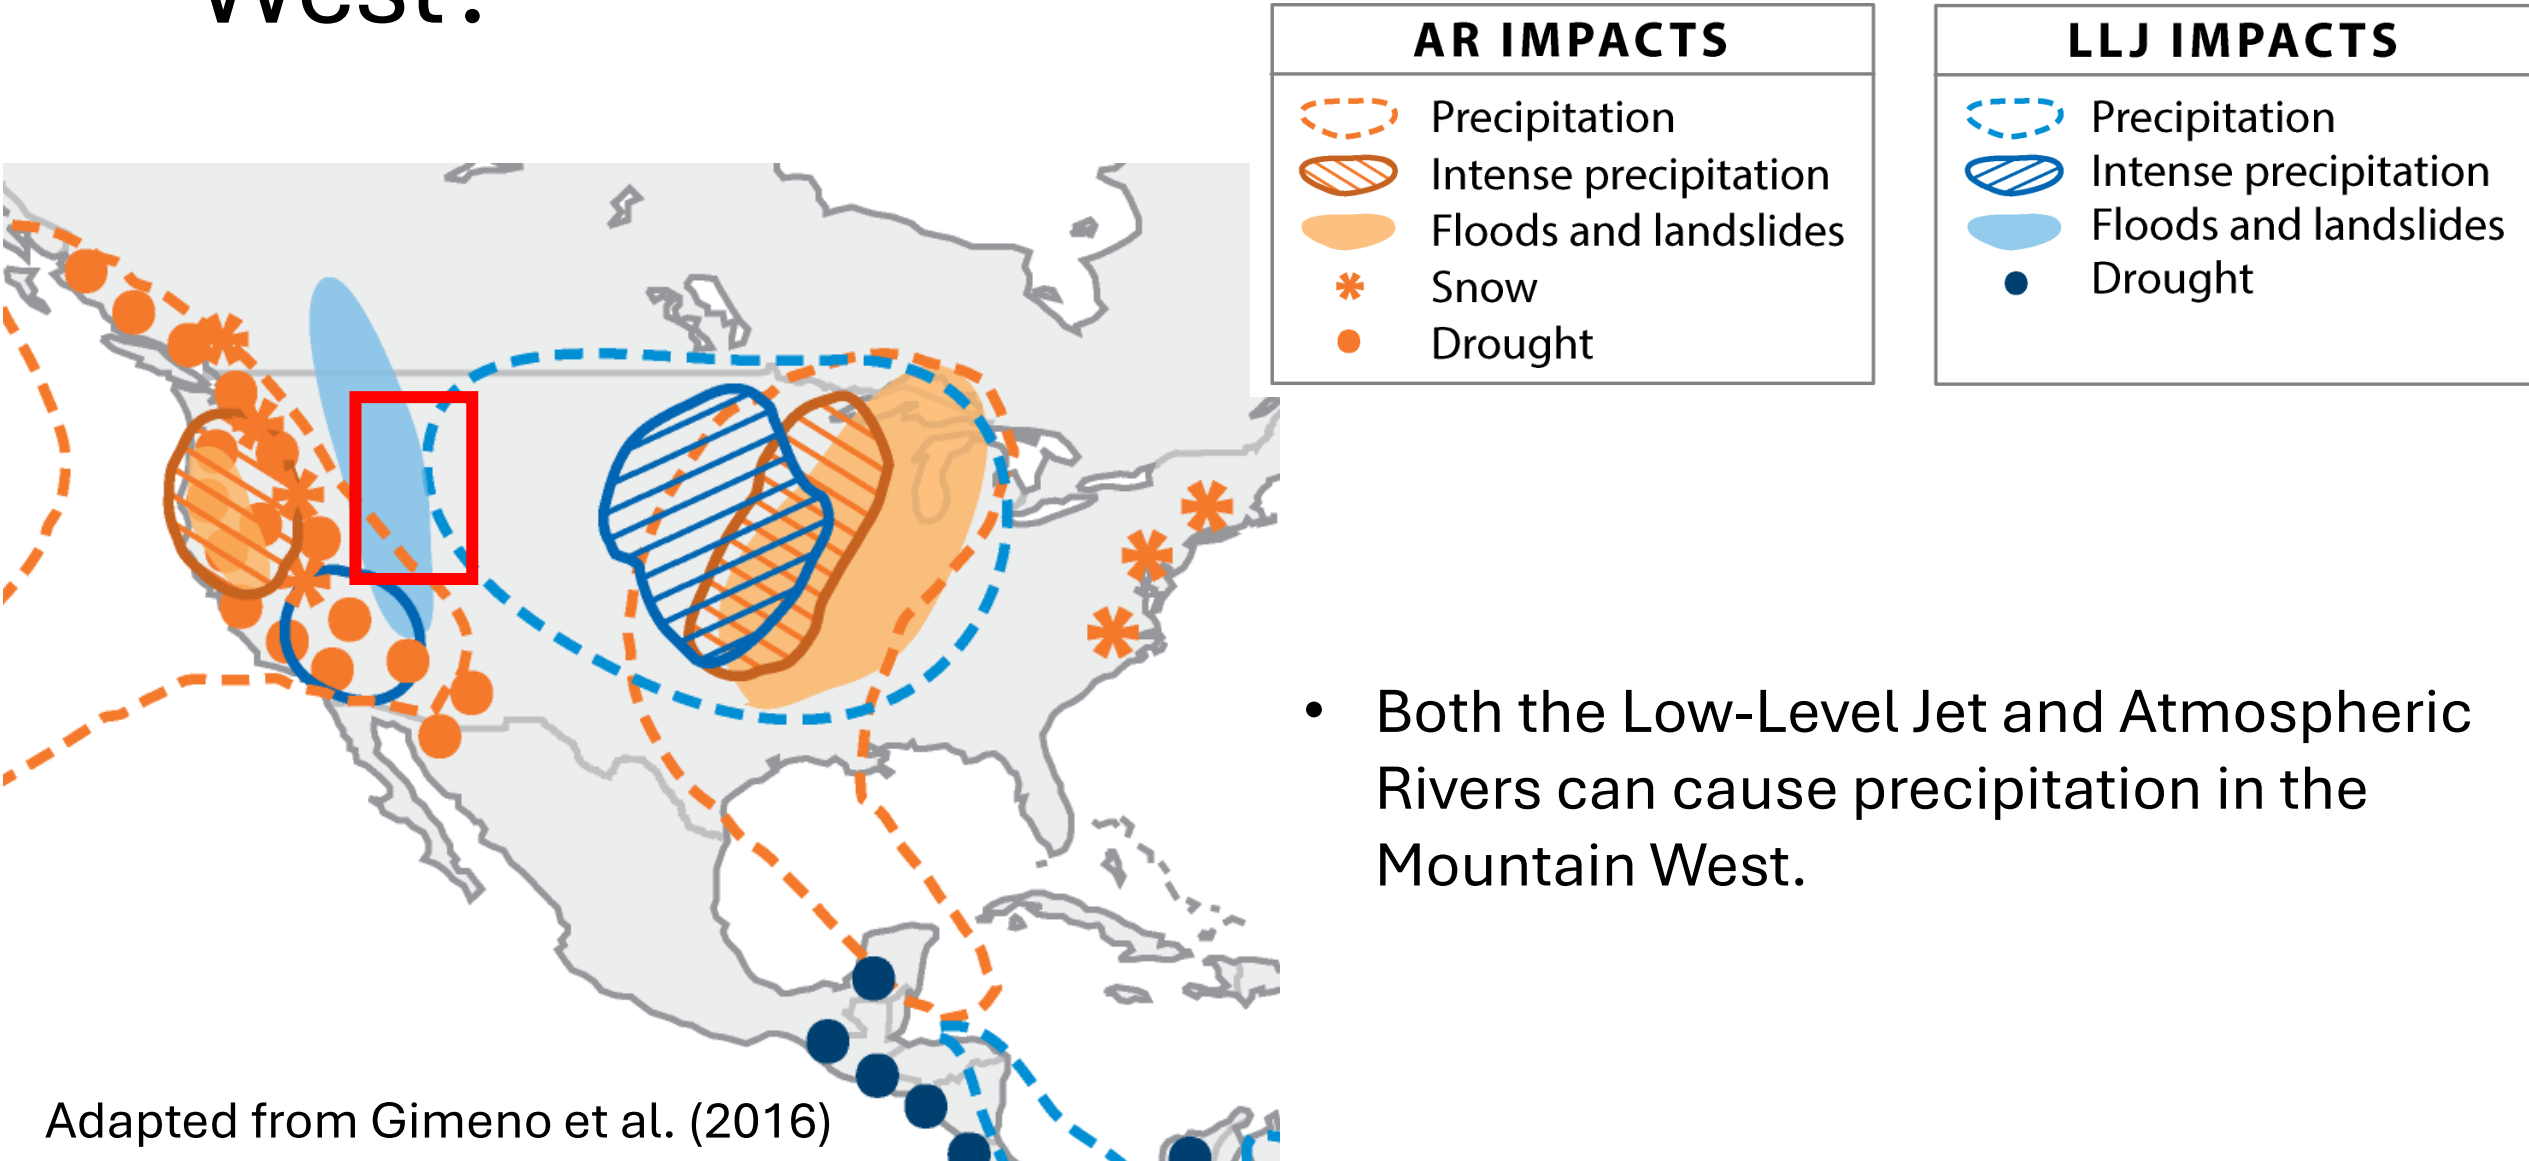 West?
AR IMPACTS
Precipitation
Intense precipitation
Floods and landslides
Snow
Drought
LLJ IMPACTS
Precipitation
Intense precipitation
Floods and landslides
Drought
• Both the Low-Level Jet and Atmospheric
Rivers can cause precipitation in the
Mountain West.
Adapted from Gimeno et al. (2016)